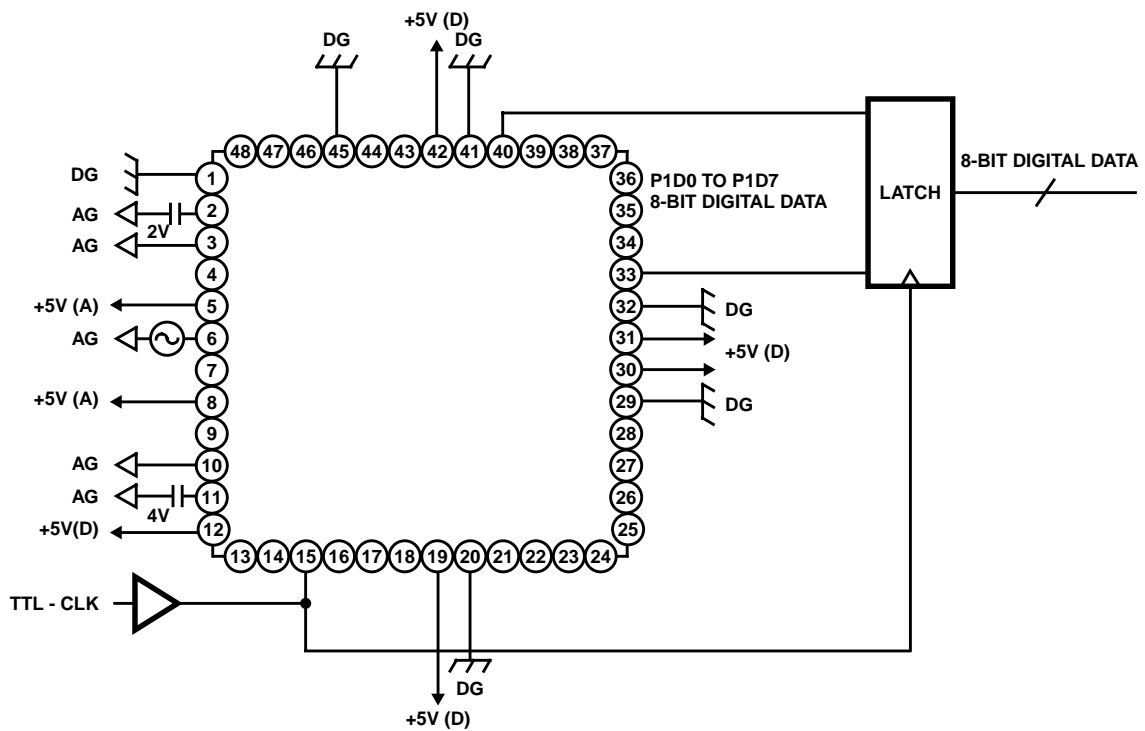 +5V (D)
DG
DG
48 47 46 45 44 43 42 41 40 39 38 37
8-BIT DIGITAL DATA
LATCH
DG
1
AG
2
2V
AG
3
4
+5V (A)
5
AG
6
7
+5V (A)
8
9
AG
10
AG
11
4V
+5V(D)
12
36
P1D0 TO P1D7
8-BIT DIGITAL DATA
35
34
33
32
DG
31
+5V (D)
30
29
DG
28
27
26
25
13 14 15 16 17 18 19 20 21 22 23 24
TTL - CLK
DG
+5V (D)